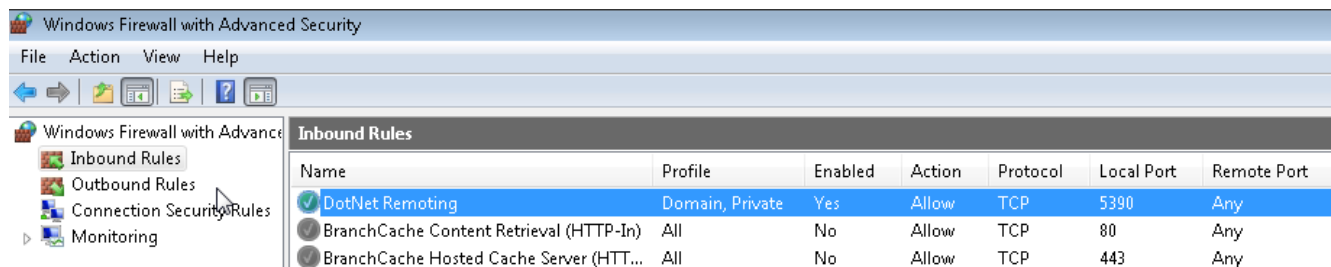 Windows Firewall with Advanced Security
File Action View Help
Windows Firewall with Advance
Inbound Rules
Outbound Rules
Connection Security Rules
Monitoring
Inbound Rules
Name Profile Enabled Action Protocol Local Port Remote Port
DotNet Remoting Domain, Private Yes Allow TCP 5390 Any
BranchCache Content Retrieval (HTTP-In) All No Allow TCP 80 Any
BranchCache Hosted Cache Server (HTT... All No Allow TCP 443 Any